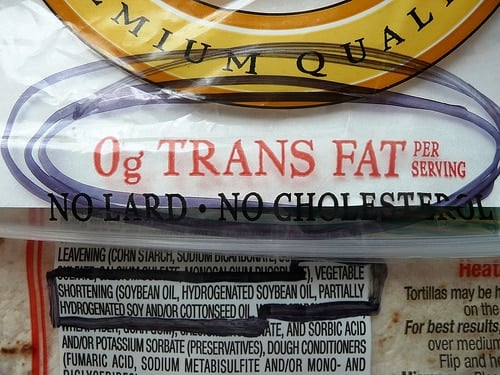 EMIUM QUALI
0g TRANS FAT PER
SERVING
NO LARD • NO CHOLESTEROL
LEAVENING (CORN STARCH, SODIUM BICARBONATE,
VEGETABLE
SHORTENING (SOYBEAN OIL, HYDROGENATED SOYBEAN OIL, PARTIALLY
HYDROGENATED SOY AND/OR COTTONSEED OIL
ATE, AND SORBIC ACID
AND/OR POTASSIUM SORBATE (PRESERVATIVES), DOUGH CONDITIONERS
(FUMARIC ACID, SODIUM METABISULFITE AND/OR MONO- AND
Heat
Tortillas may be h
on the
For best results,
over medium
Flip and he